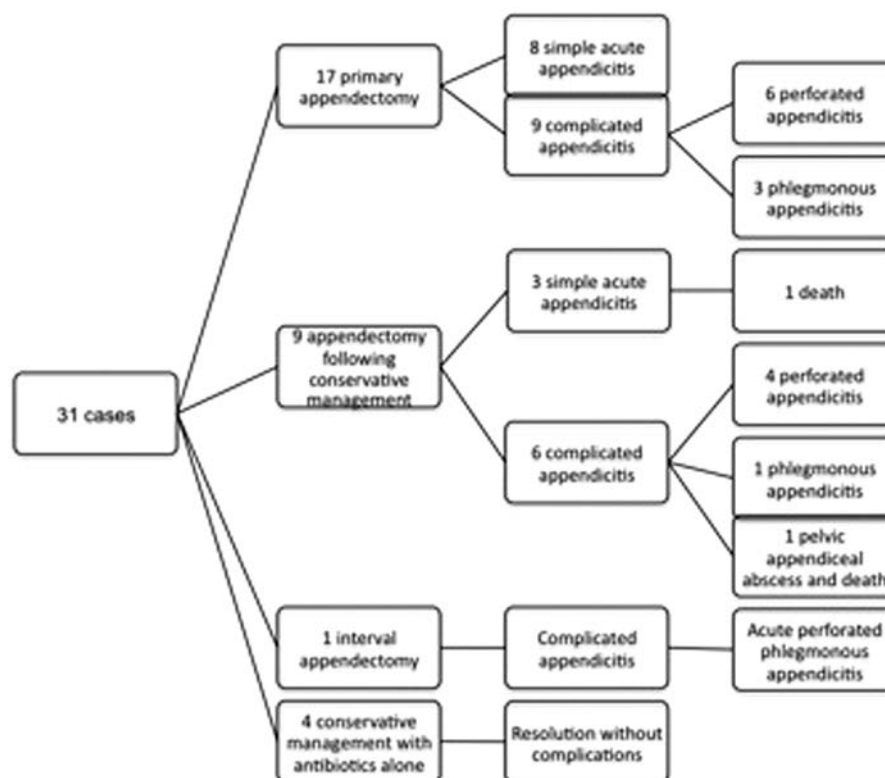 17 primary
appendectomy
8 simple acute
appendicitis
9 complicated
appendicitis
6 perforated
appendicitis
3 phlegmonous
appendicitis
31 cases
9 appendectomy
following
conservative
management
3 simple acute
appendicitis
1 death
6 complicated
appendicitis
4 perforated
appendicitis
1 phlegmonous
appendicitis
1 pelvic
appendiceal
abscess and death
1 interval
appendectomy
Complicated
appendicitis
Acute perforated
phlegmonous
appendicitis
4 conservative
management with
antibiotics alone
Resolution without
complications